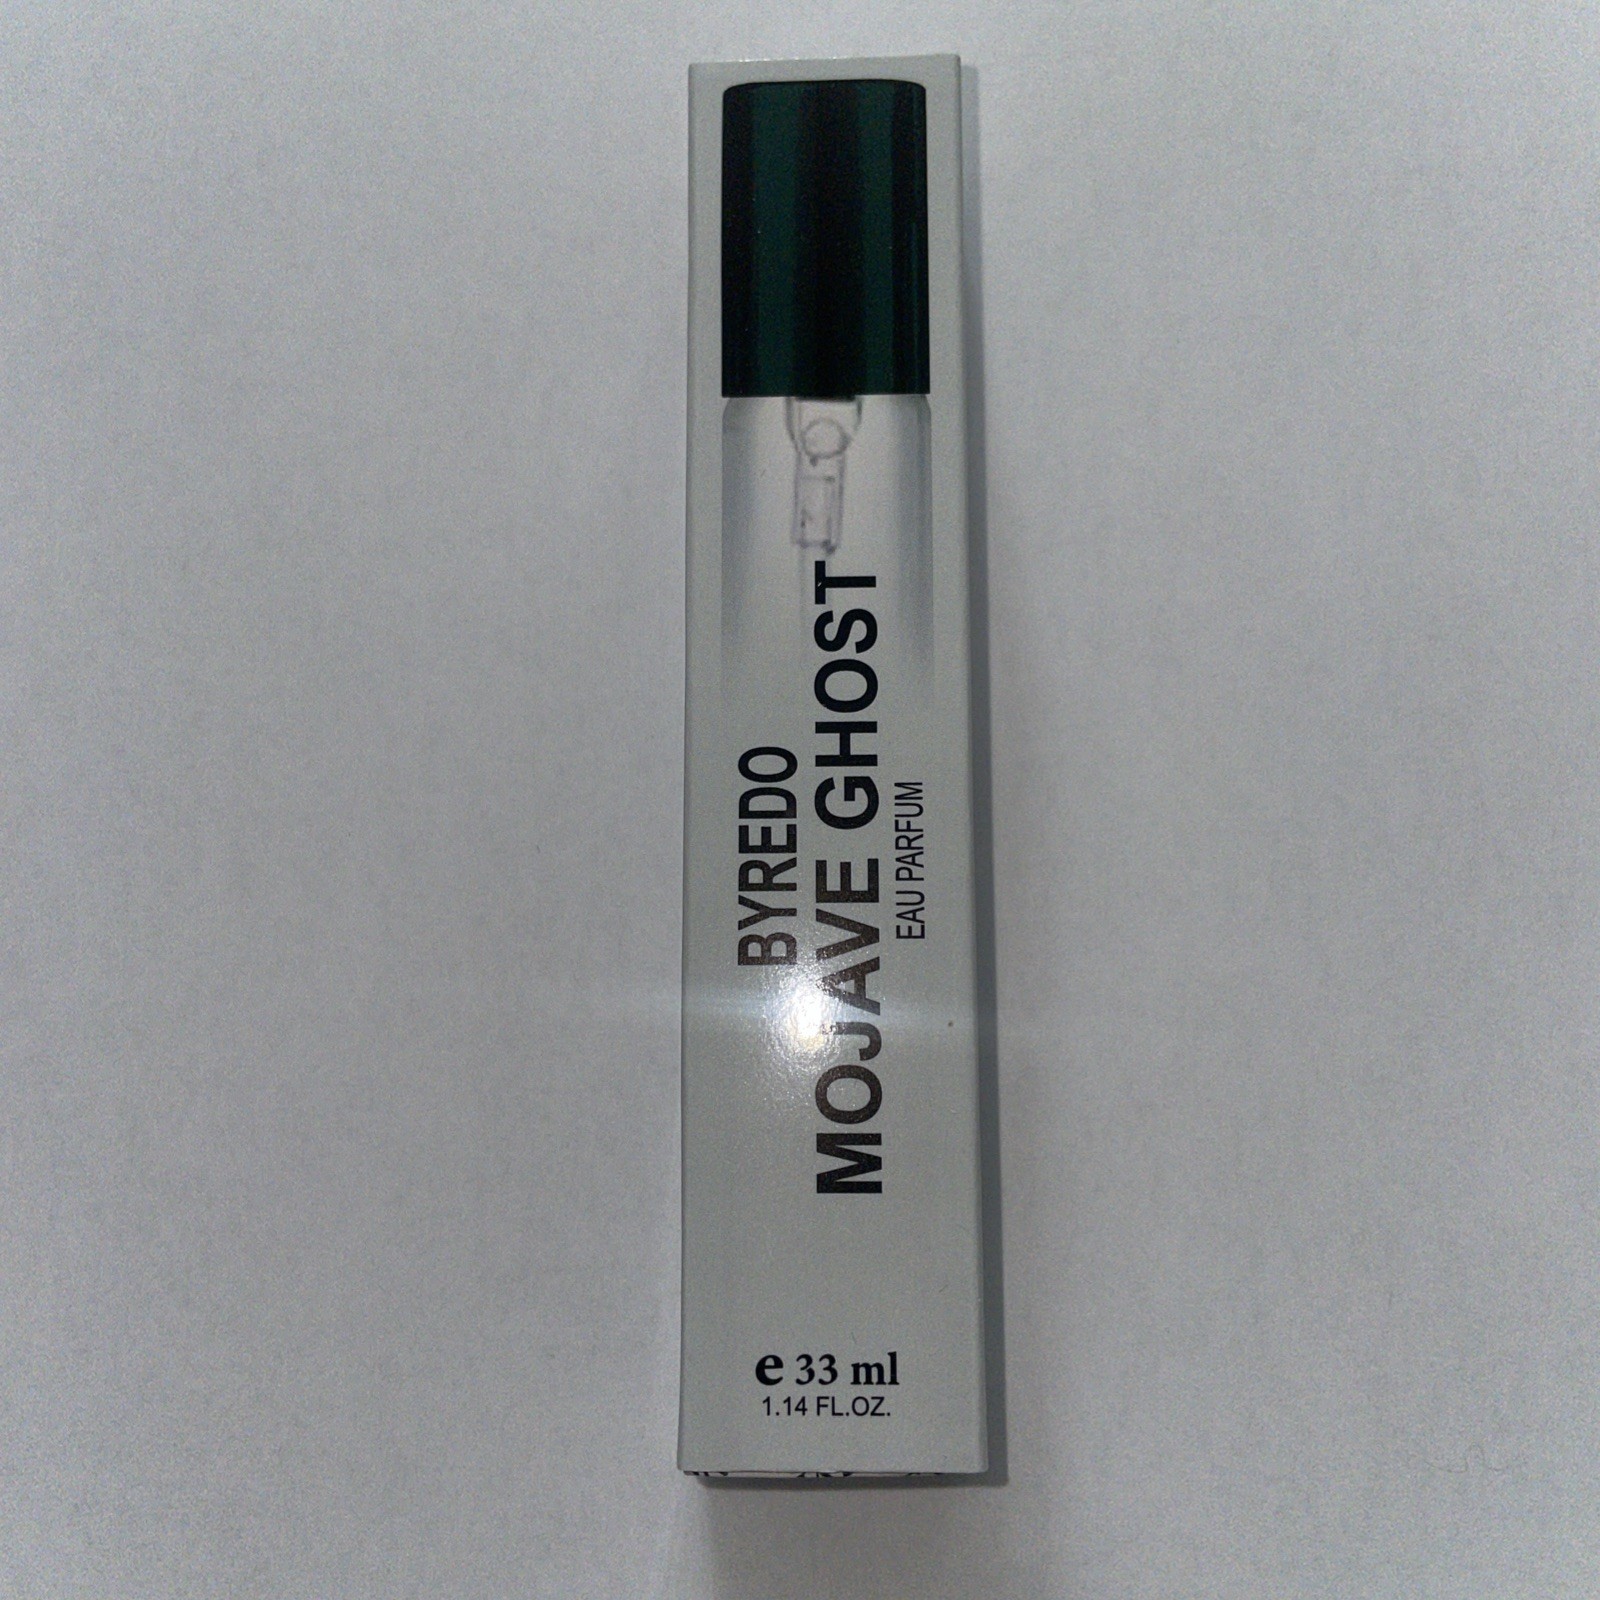 BYREDO
MOJAVE GHOST
EAU PARFUM
e 33 ml
1.14 FL.OZ.